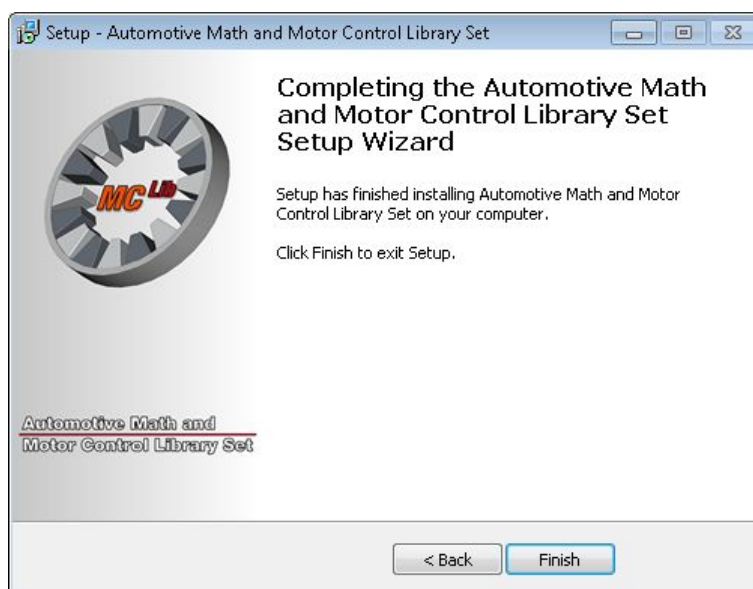 Setup - Automotive Math and Motor Control Library Set
Completing the Automotive Math
and Motor Control Library Set
Setup Wizard
Setup has finished installing Automotive Math and Motor
Control Library Set on your computer.
Click Finish to exit Setup.
MC Lib
Automotive Math and
Motor Control Library Set
< Back
Finish